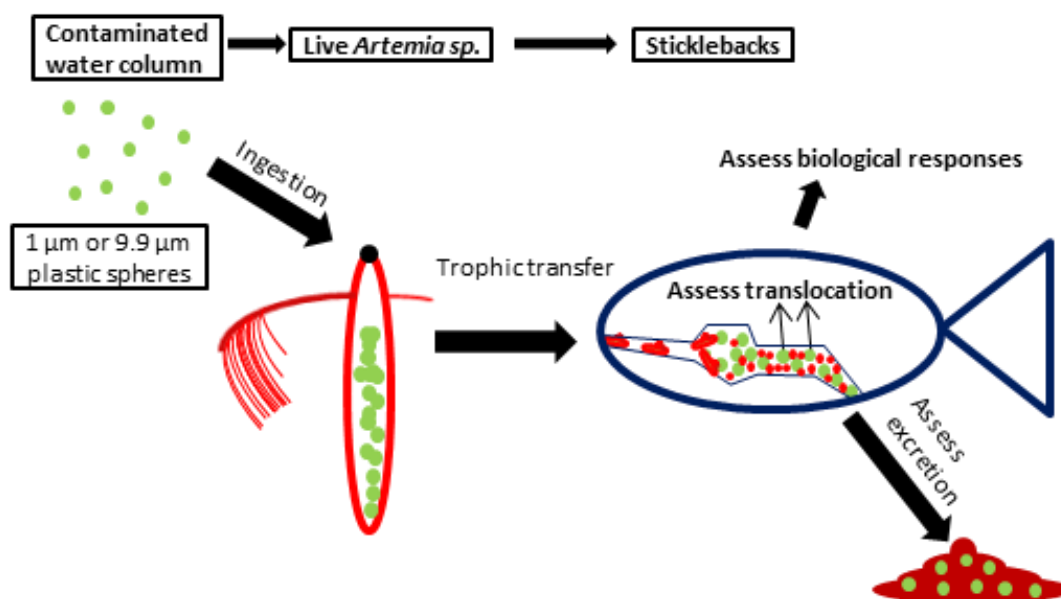 Contaminated
water column
Live Artemia sp.
Sticklebacks
Ingestion
Assess biological responses
1 µm or 9.9 µm
plastic spheres
Trophic transfer
Assess translocation
Assess
excretion